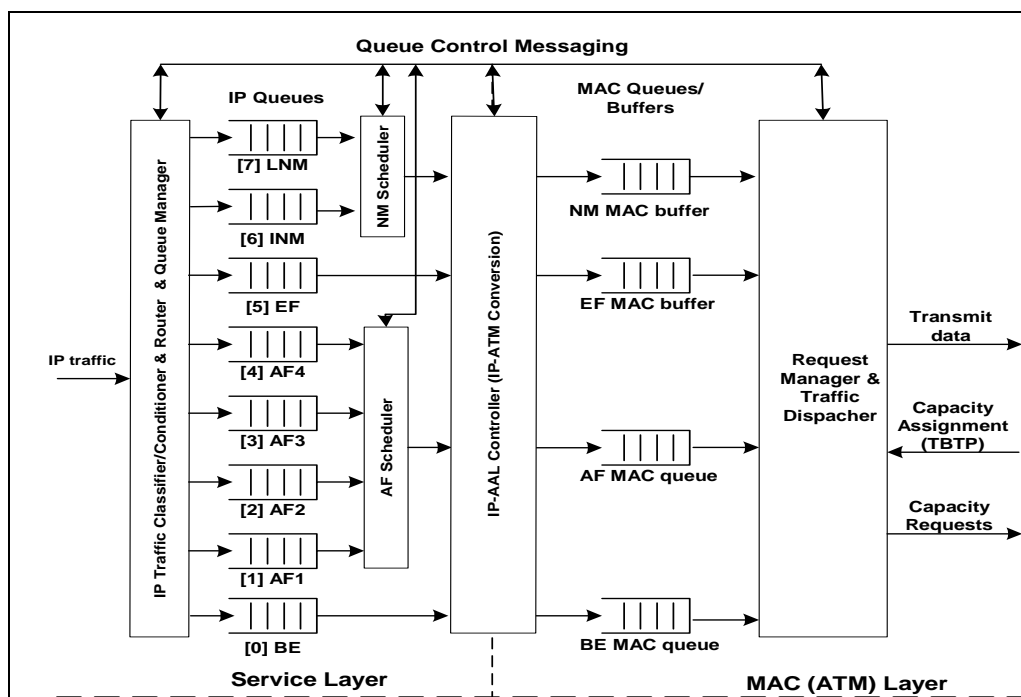 Queue Control Messaging
IP Queues
MAC Queues/
Buffers
IP Traffic Classifier/Conditioner & Router & Queue Manager
[7] LNM
NM Scheduler
[6] INM
NM MAC buffer
[5] EF
EF MAC buffer
IP-AAL Controller (IP-ATM Conversion)
IP traffic
[4] AF4
AF Scheduler
[3] AF3
[2] AF2
AF MAC queue
[1] AF1
[0] BE
BE MAC queue
Request
Manager &
Traffic
Dispacher
Transmit
data
Capacity
Assignment
(TBTP)
Capacity
Requests
Service Layer
MAC (ATM) Layer